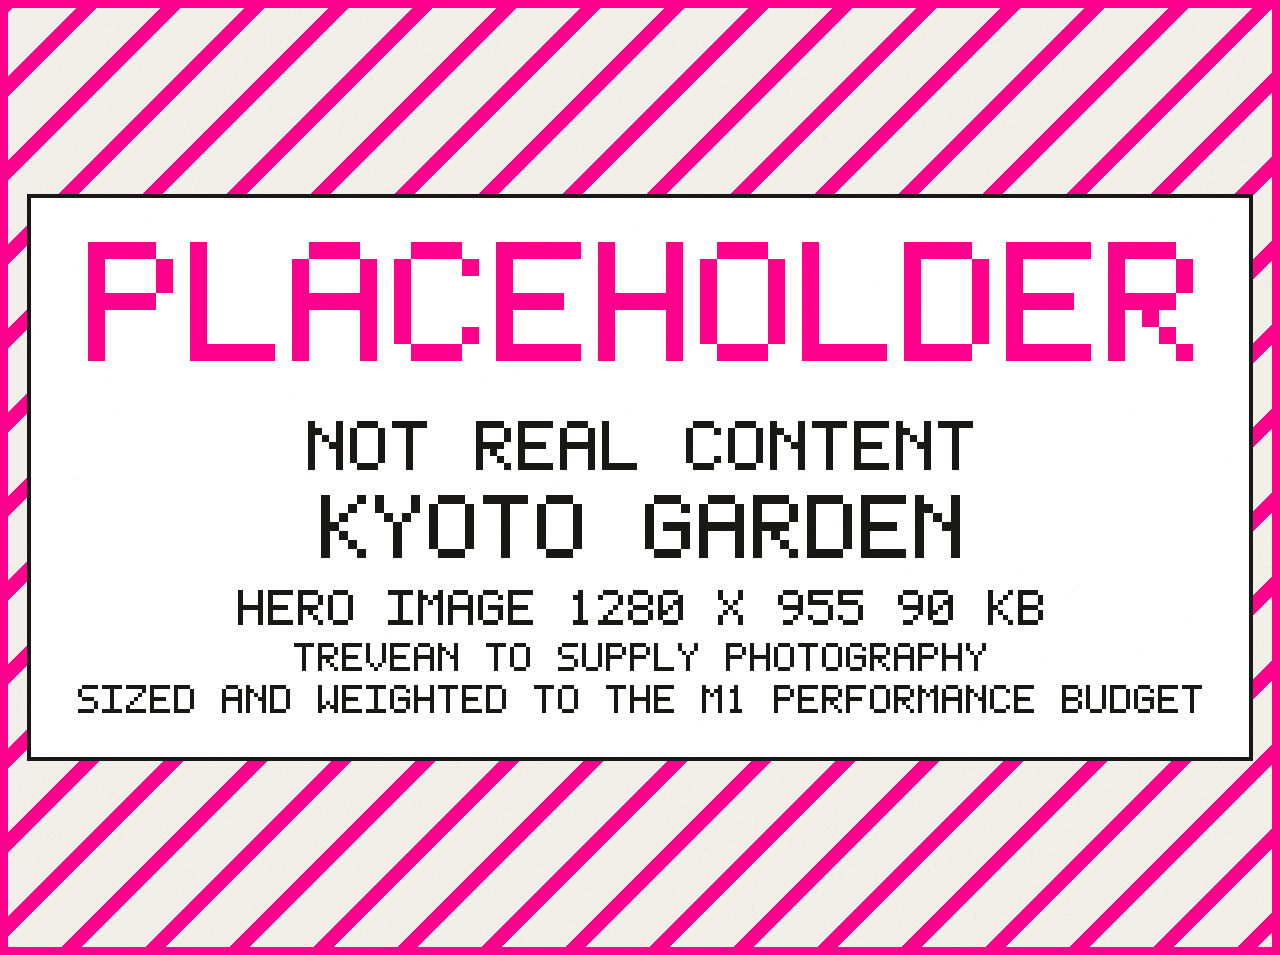 PLACEHOLDER
NOT REAL CONTENT
KYOTO GARDEN
HERO IMAGE 1280 X 955 90 KB
TREVEAN TO SUPPLY PHOTOGRAPHY
SIZED AND WEIGHTED TO THE M1 PERFORMANCE BUDGET